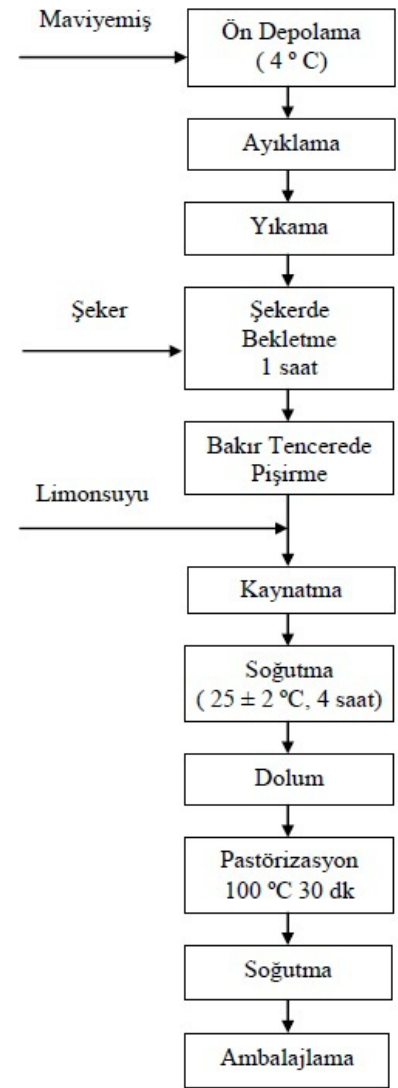 Maviyemiş
Ön Depolama
( 4 º C)
Ayıklama
Yıkama
Şeker
Şekerde
Bekletme
1 saat
Bakır Tencerede
Pişirme
Limonsuyu
Kaynatma
Soğutma
( 25 ± 2 ºC, 4 saat)
Dolum
Pastörizasyon
100 ºC 30 dk
Soğutma
Ambalajlama